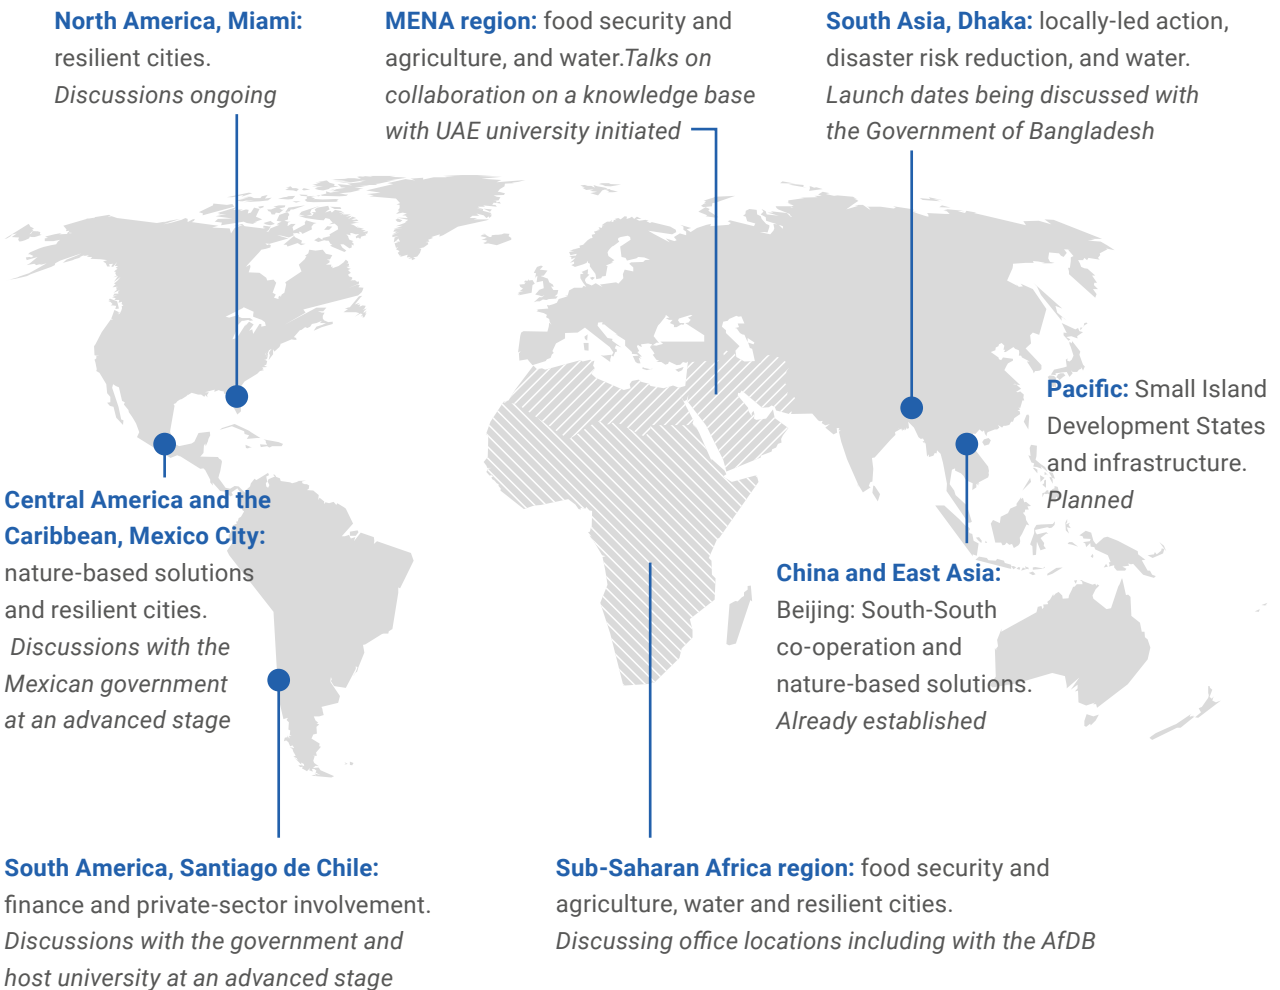 North America, Miami:
resilient cities.
Discussions ongoing
MENA region: food security and
agriculture, and water.Talks on
collaboration on a knowledge base
with UAE university initiated
South Asia, Dhaka: locally-led action,
disaster risk reduction, and water.
Launch dates being discussed with
the Government of Bangladesh
Pacific: Small Island
Development States
and infrastructure.
Planned
Central America and the
Caribbean, Mexico City:
nature-based solutions
and resilient cities.
Discussions with the
Mexican government
at an advanced stage
China and East Asia:
Beijing: South-South
co-operation and
nature-based solutions.
Already established
South America, Santiago de Chile:
finance and private-sector involvement.
Discussions with the government and
host university at an advanced stage
Sub-Saharan Africa region: food security and
agriculture, water and resilient cities.
Discussing office locations including with the AfDB